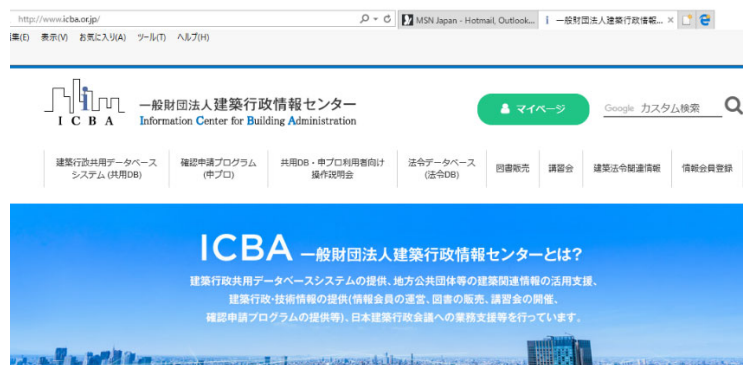 http://www.icba.or.jp/
MSN Japan - Hotmail, Outlook...
一般財団法人建築行政情報...
集(E) 表示(V) お気に入り(A) ツール(T) ヘルプ(H)
ICBA
一般財団法人建築行政情報センター
Information Center for Building Administration
マイページ
Google カスタム検索
建築行政共用データベース
システム (共用DB)
確認申請プログラム
(申プロ)
共用DB・申プロ利用者向け
操作説明会
法令データベース
(法令DB)
図書販売
講習会
建築法令関連情報
情報会員登録
ICBA 一般財団法人建築行政情報センターとは?
建築行政共用データベースシステムの提供、地方公共団体等の建築関連情報の活用支援、
建築行政・技術情報の提供(情報会員の運営、図書の販売、講習会の開催、
確認申請プログラムの提供等)、日本建築行政会議への業務支援等を行っています。